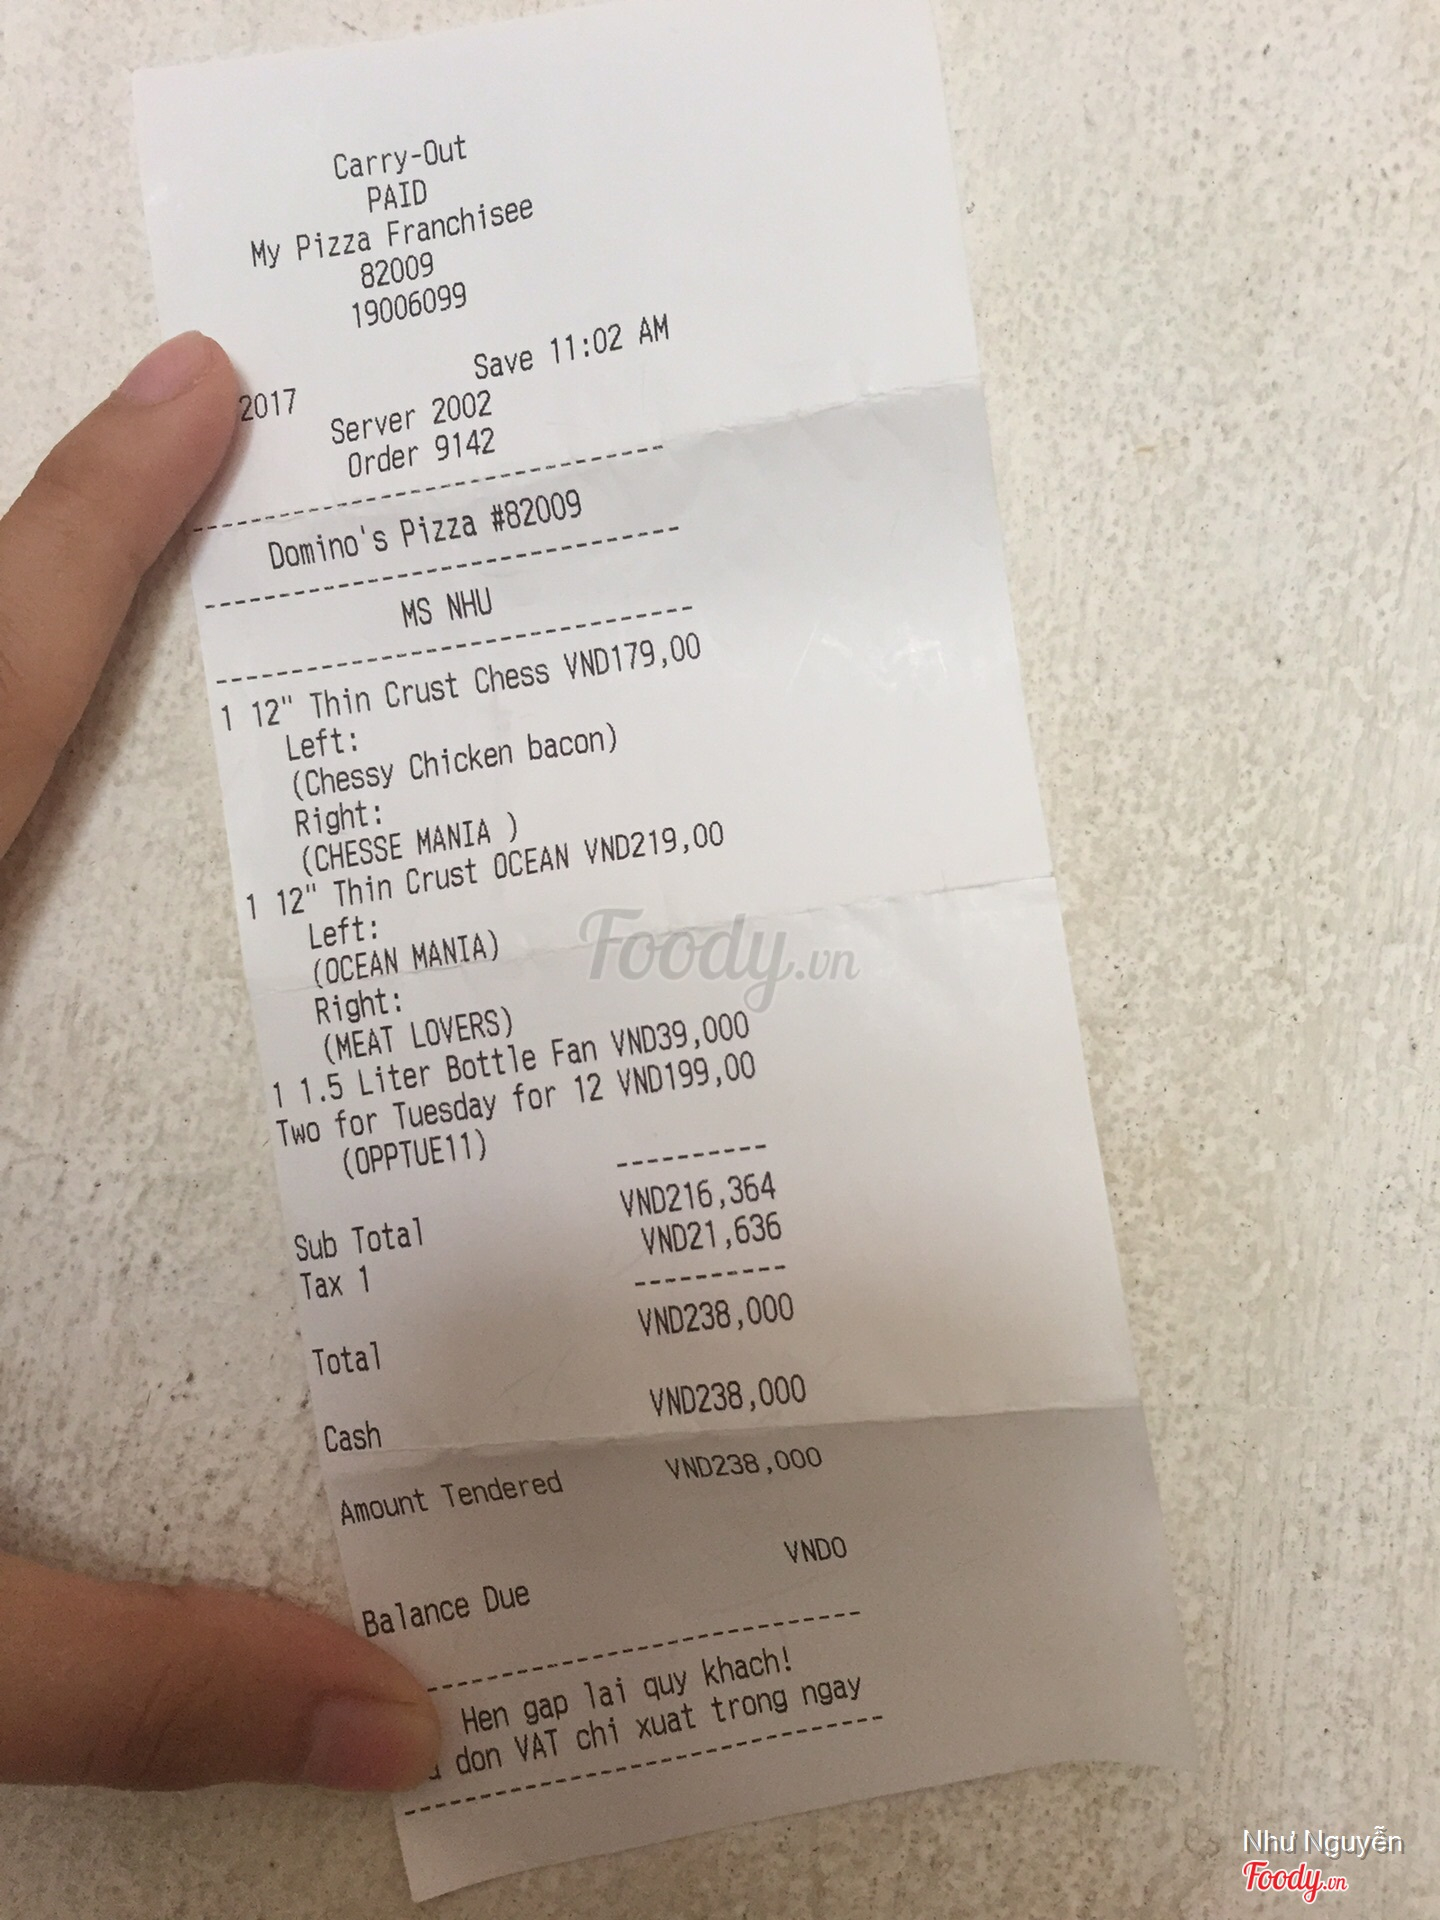 Carry-Out
PAID
My Pizza Franchisee
82009
19006099
Save 11:02 AM
2017
Server 2002
Order 9142
Domino's Pizza #82009
MS NHU
1 12" Thin Crust Chess VND179,00
Left:
(Chessy Chicken bacon)
Right:
(CHESSE MANIA )
1 12" Thin Crust OCEAN VND219,00
Left:
(OCEAN MANIA)
Right:
(MEAT LOVERS)
1 1.5 Liter Bottle Fan VND39,000
Two for Tuesday for 12 VND199,00
(OPPTUE11)
Sub Total VND216,364
Tax 1 VND21,636
Total VND238,000
Cash VND238,000
Amount Tendered VND238,000
Balance Due VND0
Hen gap lai quy khach!
don VAT chi xuat trong ngay
Foody.vn
Như Nguyễn
Foody.vn